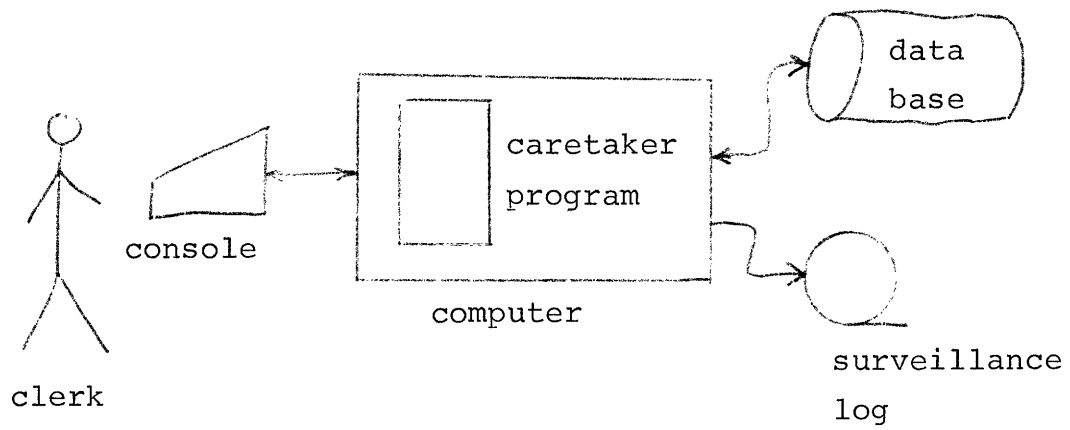 data
base
caretaker
program
console
computer
surveillance
log
clerk